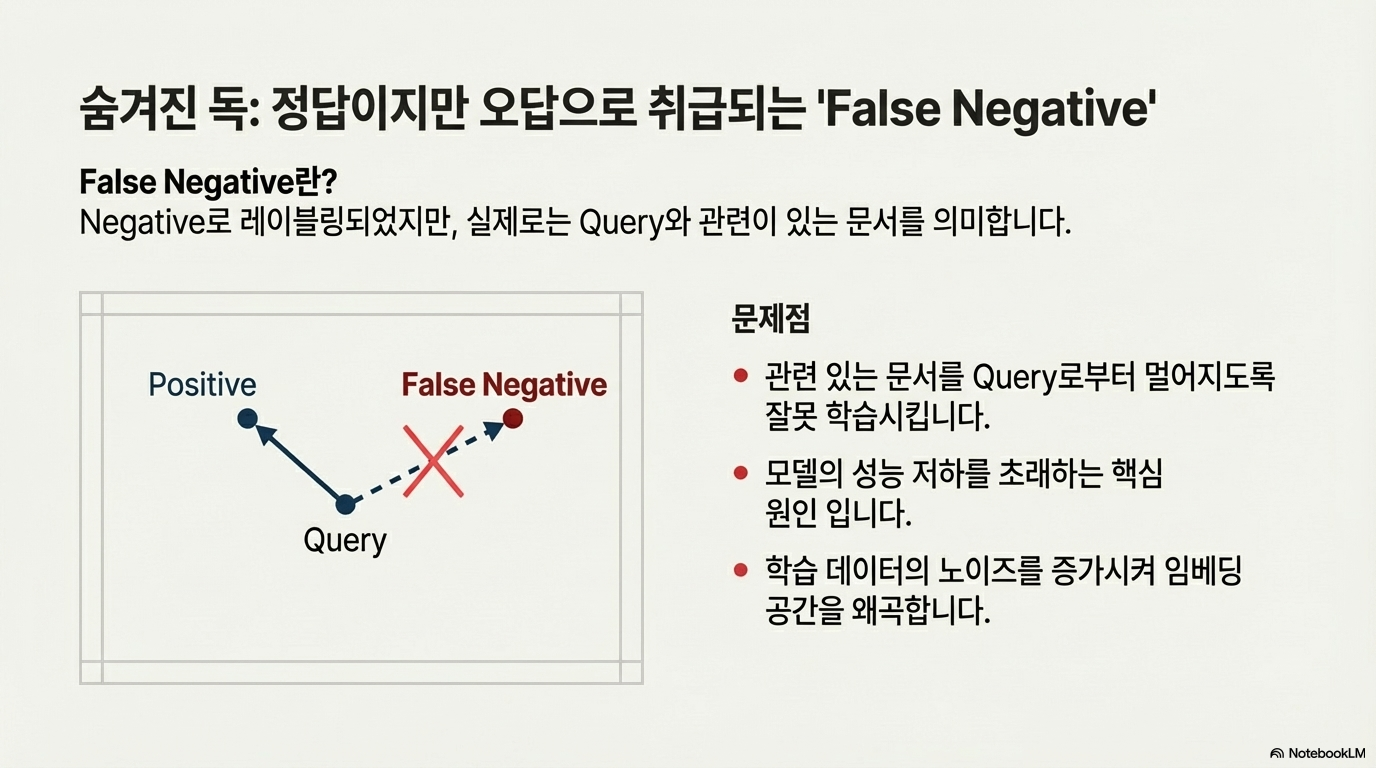 숨겨진 독: 정답이지만 오답으로 취급되는 'False Negative'
False Negative란?
Negative로 레이블링되었지만, 실제로는 Query와 관련이 있는 문서를 의미합니다.
Positive
False Negative
Query
문제점
관련 있는 문서를 Query로부터 멀어지도록
잘못 학습시킵니다.
모델의 성능 저하를 초래하는 핵심
원인 입니다.
학습 데이터의 노이즈를 증가시켜 임베딩
공간을 왜곡합니다.
NotebookLM